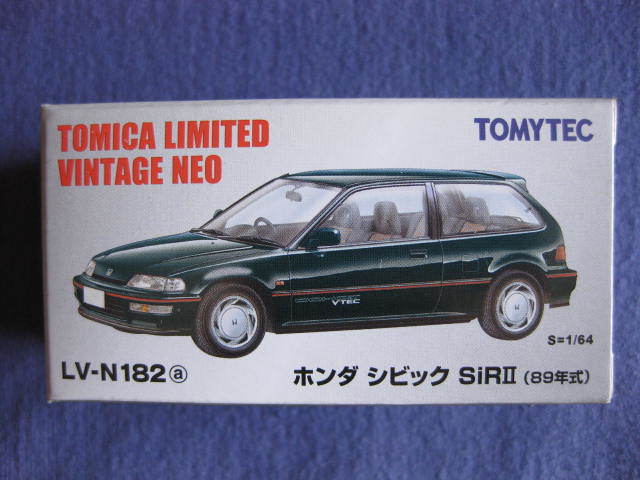 TOMICA LIMITED
VINTAGE NEO
TOMYTEC
DOHC
VTEC
S=1/64
LV-N182ⓐ
ホンダ シビック SiRⅡ (89年式)